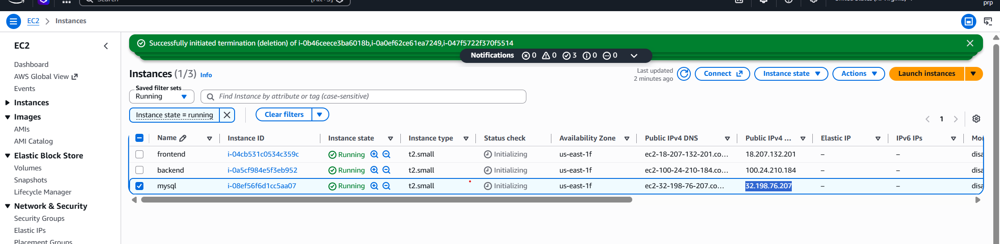 Search
[Alt+S]
prp
EC2
Instances
EC2
Dashboard
AWS Global View
Events
Instances
Images
AMIs
AMI Catalog
Elastic Block Store
Volumes
Snapshots
Lifecycle Manager
Network & Security
Security Groups
Elastic IPs
Placement Groups
Successfully initiated termination (deletion) of i-0b46ceece3ba6018b,i-0a0ef62ce61ea7249,i-047f5722f370f5514
Notifications 0 0 3 0 0
Instances (1/3) Info
Last updated
2 minutes ago
Connect
Instance state
Actions
Launch instances
Saved filter sets
Running
Find Instance by attribute or tag (case-sensitive)
Instance state = running
Clear filters
1
Name Instance ID Instance state Instance type Status check Availability Zone Public IPv4 DNS Public IPv4 ... Elastic IP IPv6 IPs Mo
frontend i-04cb531c0534c359c Running t2.small Initializing us-east-1f ec2-18-207-132-201.co... 18.207.132.201 – – disa
backend i-0a5cf984e5f3eb952 Running t2.small Initializing us-east-1f ec2-100-24-210-184.co... 100.24.210.184 – – disa
mysql i-08ef56f6d1cc5aa07 Running t2.small Initializing us-east-1f ec2-32-198-76-207.co... 32.198.76.207 – – disa